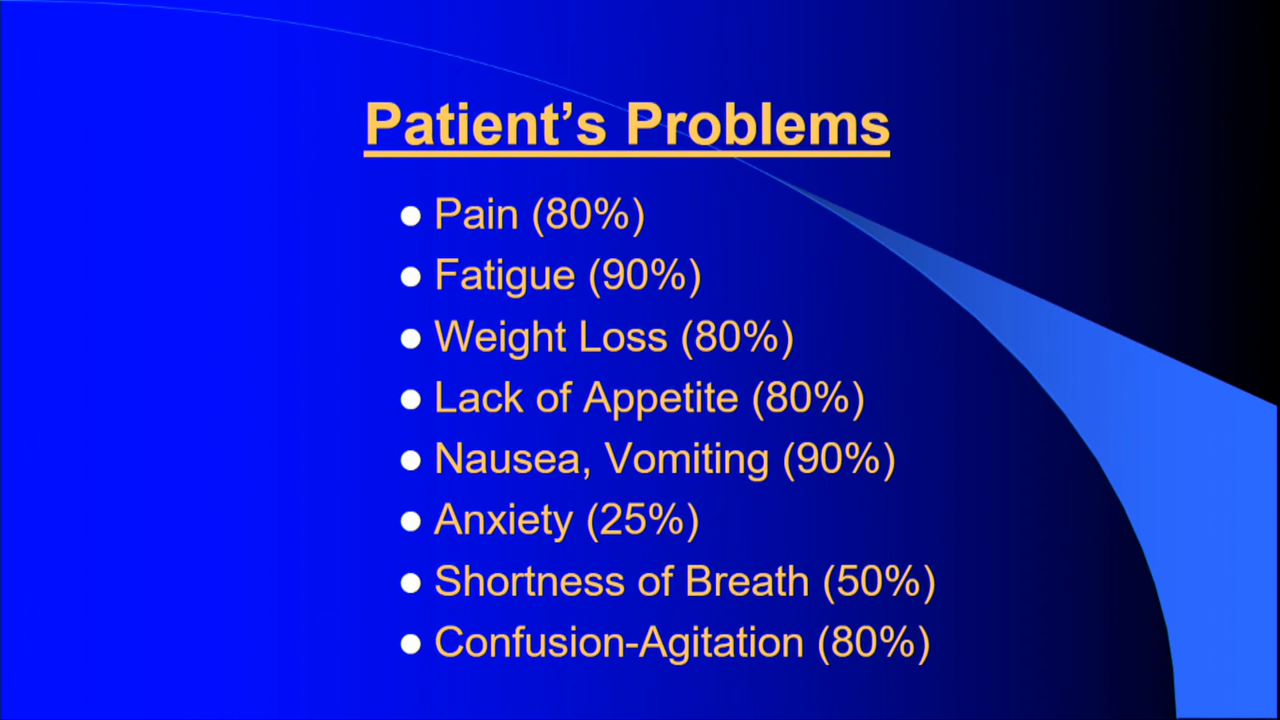 Patient’s Problems
● Pain (80%)
● Fatigue (90%)
● Weight Loss (80%)
● Lack of Appetite (80%)
● Nausea, Vomiting (90%)
● Anxiety (25%)
● Shortness of Breath (50%)
● Confusion-Agitation (80%)